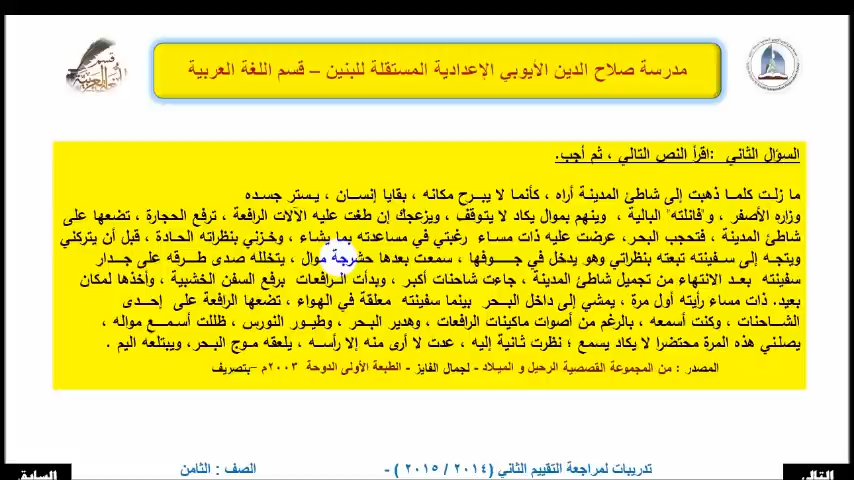 مدرسة صلاح الدين الأيوبي الإعدادية المستقلة للبنين – قسم اللغة العربية
السؤال الثاني :اقرأ النص التالي ، ثم أجب.
ما زلت كلما ذهبت إلى شاطئ المدينة أراه ، كأنما لا يبرح مكانه ، بقايا إنسان ، يستر جسده
وزاره الأصفر ، و"فانلته" البالية ، وينهم بموال يكاد لا يتوقف ، ويزعجك إن طغت عليه الآلات الرافعة ، ترفع الحجارة ، تضعها على
شاطئ المدينة ، فتحجب البحر، عرضت عليه ذات مساء رغبتي في مساعدته بما يشاء ، وخزني بنظراته الحادة ، قبل أن يتركني
ويتجه إلى سفينته تبعته بنظراتي وهو يدخل في جوفها ، سمعت بعدها حشرجة موال ، يتخلله صدى طرقه على جدار
سفينته بعد الانتهاء من تجميل شاطئ المدينة ، جاءت شاحنات أكبر ، وبدأت الرافعات برفع السفن الخشبية ، وأخذها لمكان
بعيد. ذات مساء رأيته أول مرة ، يمشي إلى داخل البحر بينما سفينته معلقة في الهواء ، تضعها الرافعة على إحدى
الشاحنات ، وكنت أسمعه ، بالرغم من أصوات ماكينات الرافعات ، وهدير البحر ، وطيور النورس ، ظللت أسمع مواله ،
يصلني هذه المرة محتضرا لا يكاد يسمع ؛ نظرت ثانية إليه ، عدت لا أرى منه إلا رأسه ، يلعقه موج البحر، ويبتلعه اليم .
المصدر : من المجموعة القصصية الرحيل و الميلاد - لجمال الفايز - الطبعة الأولى الدوحة ٢٠٠٣م –بتصريف
تدريبات لمراجعة التقييم الثاني (٢٠١٤ / ٢٠١٥ ) - الصف : الثامن
التالي السابق